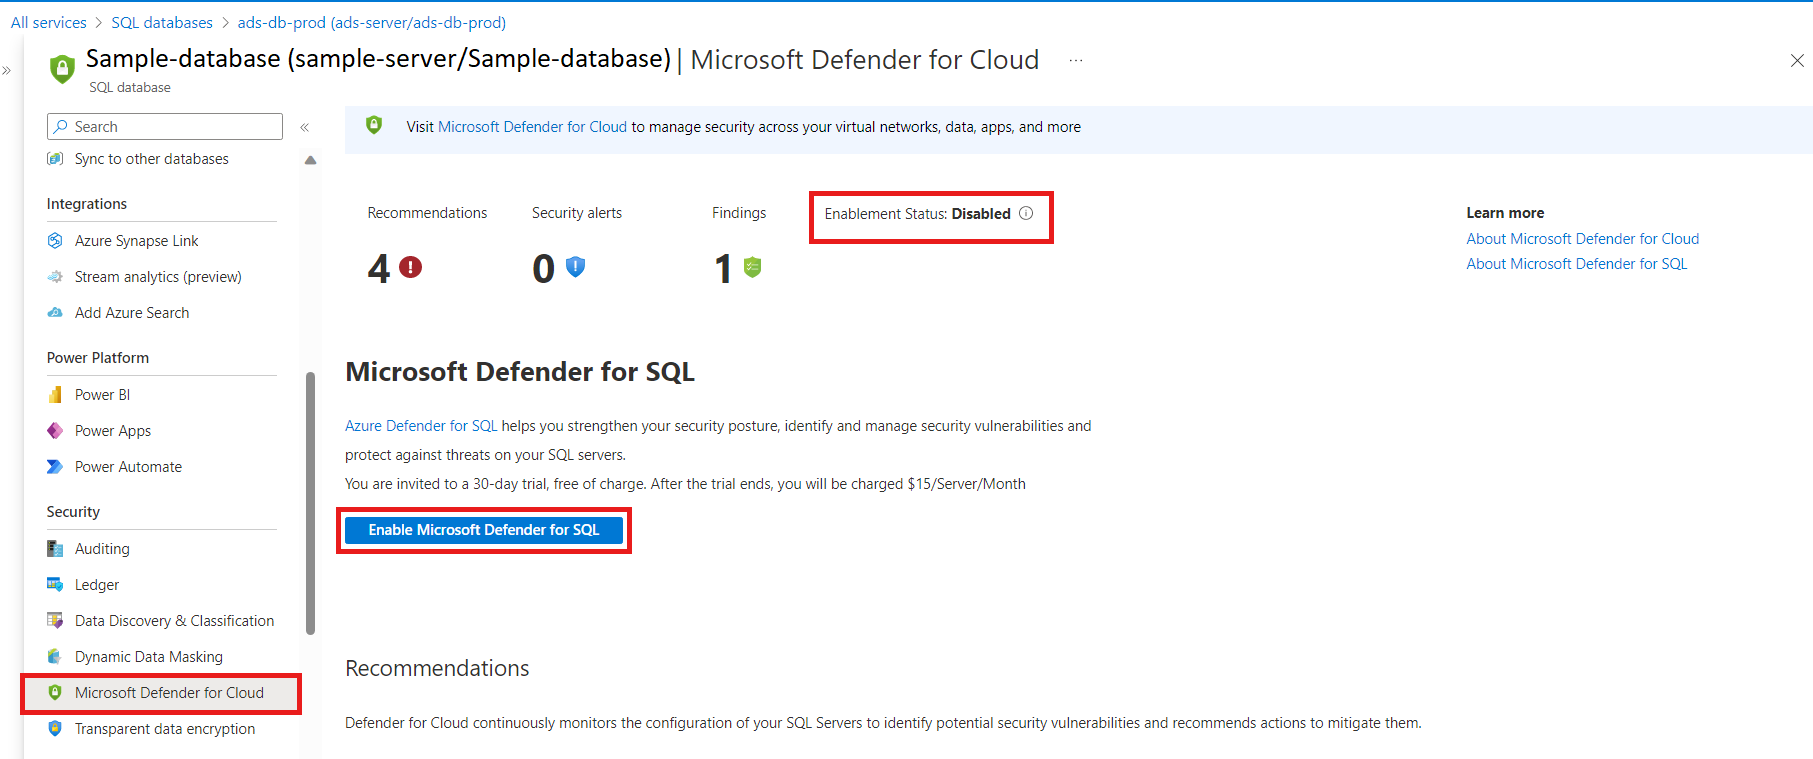 All services > SQL databases > ads-db-prod (ads-server/ads-db-prod)
Sample-database (sample-server/Sample-database) | Microsoft Defender for Cloud ...
SQL database
Search
Sync to other databases
Integrations
Azure Synapse Link
Stream analytics (preview)
Add Azure Search
Power Platform
Power BI
Power Apps
Power Automate
Security
Auditing
Ledger
Data Discovery & Classification
Dynamic Data Masking
Microsoft Defender for Cloud
Transparent data encryption
Visit Microsoft Defender for Cloud to manage security across your virtual networks, data, apps, and more
Recommendations
4
Security alerts
0
Findings
1
Enablement Status: Disabled
Learn more
About Microsoft Defender for Cloud
About Microsoft Defender for SQL
Microsoft Defender for SQL
Azure Defender for SQL helps you strengthen your security posture, identify and manage security vulnerabilities and
protect against threats on your SQL servers.
You are invited to a 30-day trial, free of charge. After the trial ends, you will be charged $15/Server/Month
Enable Microsoft Defender for SQL
Recommendations
Defender for Cloud continuously monitors the configuration of your SQL Servers to identify potential security vulnerabilities and recommends actions to mitigate them.